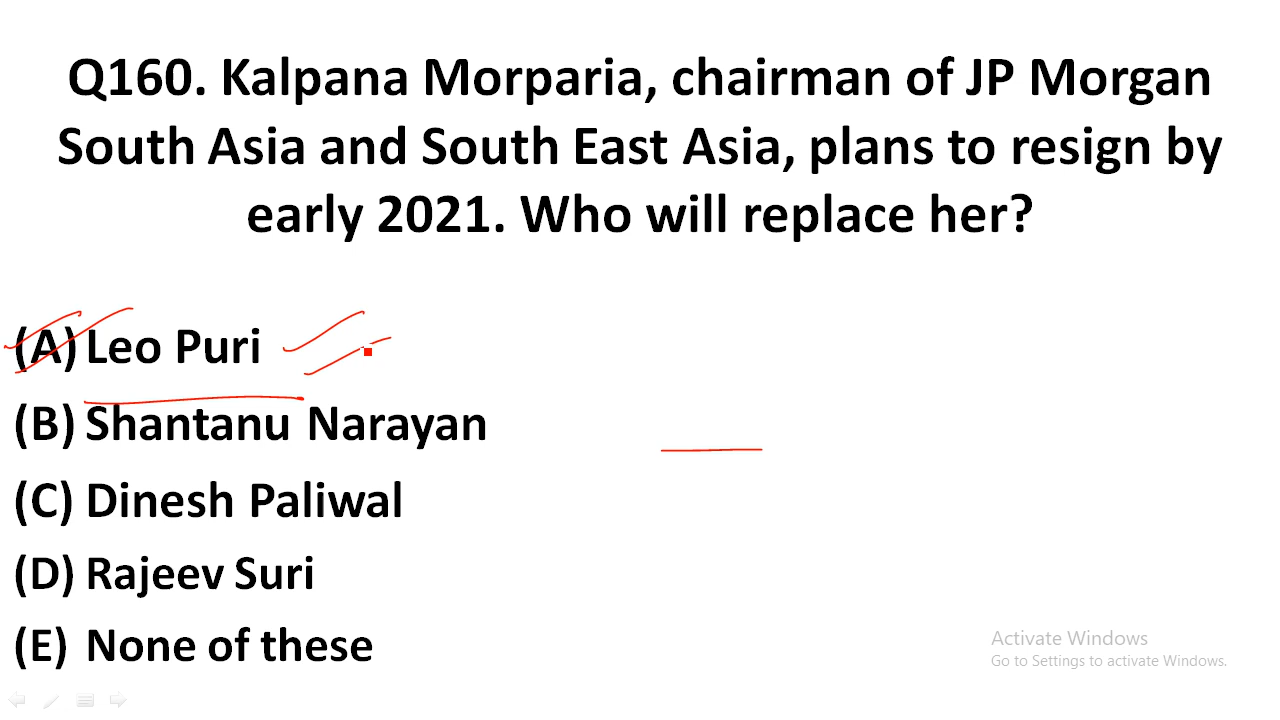 Q160. Kalpana Morparia, chairman of JP Morgan
South Asia and South East Asia, plans to resign by
early 2021. Who will replace her?
(A) Leo Puri
(B) Shantanu Narayan
(C) Dinesh Paliwal
(D) Rajeev Suri
(E) None of these
Activate Windows
Go to Settings to activate Windows.